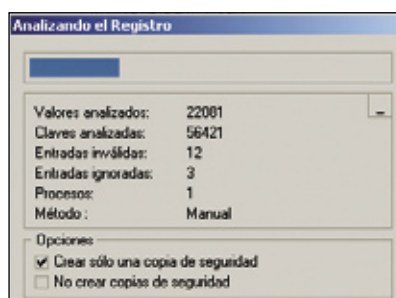 Analizando el Registro
Valores analizados: 22081
Claves analizadas: 56421
Entradas inválidas: 12
Entradas ignoradas: 3
Procesos: 1
Método : Manual
Opciones
Crear sólo una copia de seguridad
No crear copias de seguridad